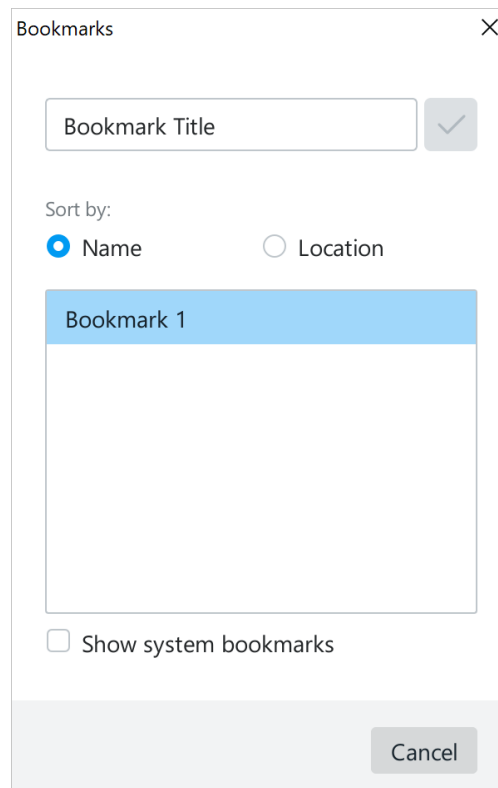 Bookmarks
Bookmark Title
Sort by:
Name Location
Bookmark 1
Show system bookmarks
Cancel